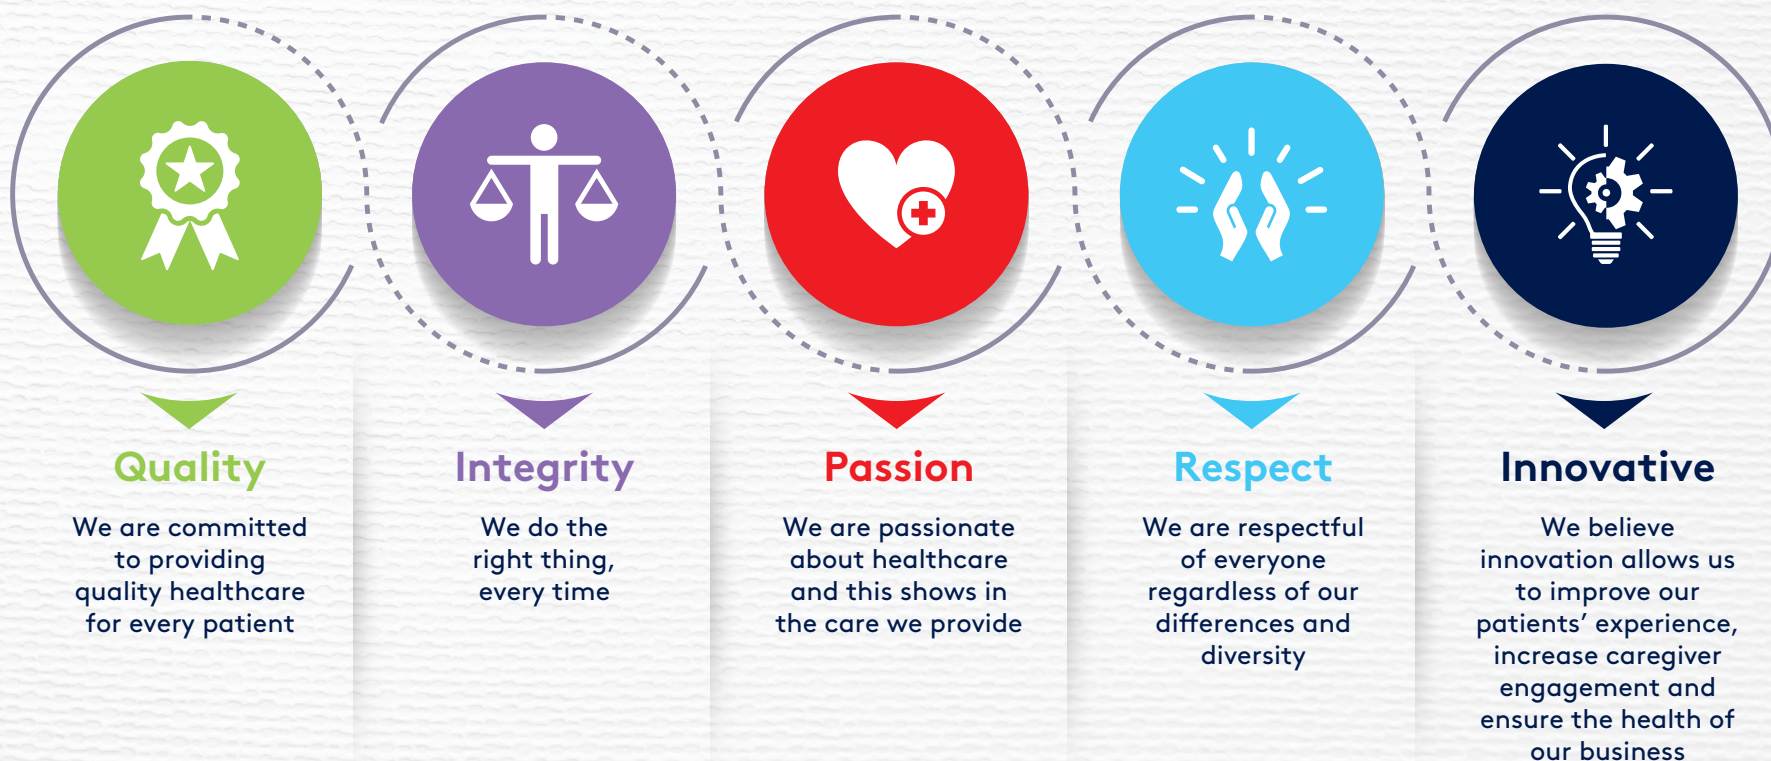 Quality
We are committed
to providing
quality healthcare
for every patient
Integrity
We do the
right thing,
every time
Passion
We are passionate
about healthcare
and this shows in
the care we provide
Respect
We are respectful
of everyone
regardless of our
differences and
diversity
Innovative
We believe
innovation allows us
to improve our
patients’ experience,
increase caregiver
engagement and
ensure the health of
our business